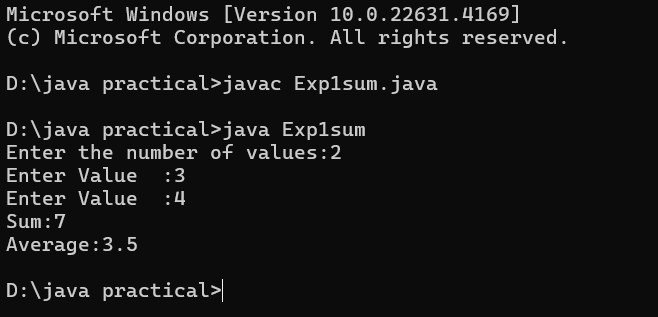 Microsoft Windows [Version 10.0.22631.4169]
(c) Microsoft Corporation. All rights reserved.
D:\java practical>javac Exp1sum.java
D:\java practical>java Exp1sum
Enter the number of values:2
Enter Value  :3
Enter Value  :4
Sum:7
Average:3.5
D:\java practical>